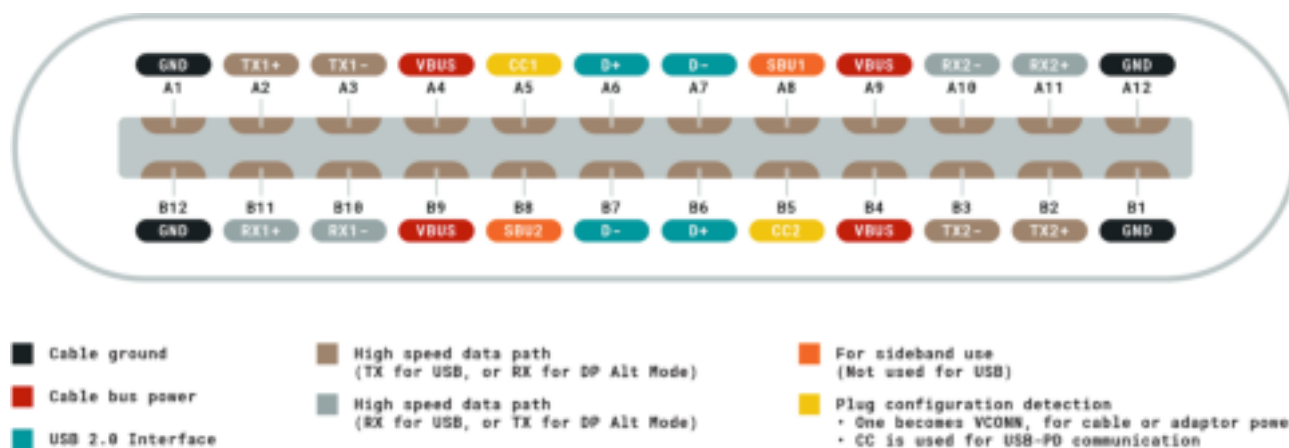 GND TX1+ TX1- VBUS CC1 D+ D- SBU1 VBUS RX2- RX2+ GND
A1 A2 A3 A4 A5 A6 A7 A8 A9 A10 A11 A12
B12 B11 B10 B9 B8 B7 B6 B5 B4 B3 B2 B1
GND RX1+ RX1- VBUS SBU2 D- D+ CC2 VBUS TX2- TX2+ GND
Cable ground
Cable bus power
USB 2.0 Interface
High speed data path
(TX for USB, or RX for DP Alt Mode)
High speed data path
(RX for USB, or TX for DP Alt Mode)
For sideband use
(Not used for USB)
Plug configuration detection
· One becomes VCONN, for cable or adaptor powe
· CC is used for USB-PD communication